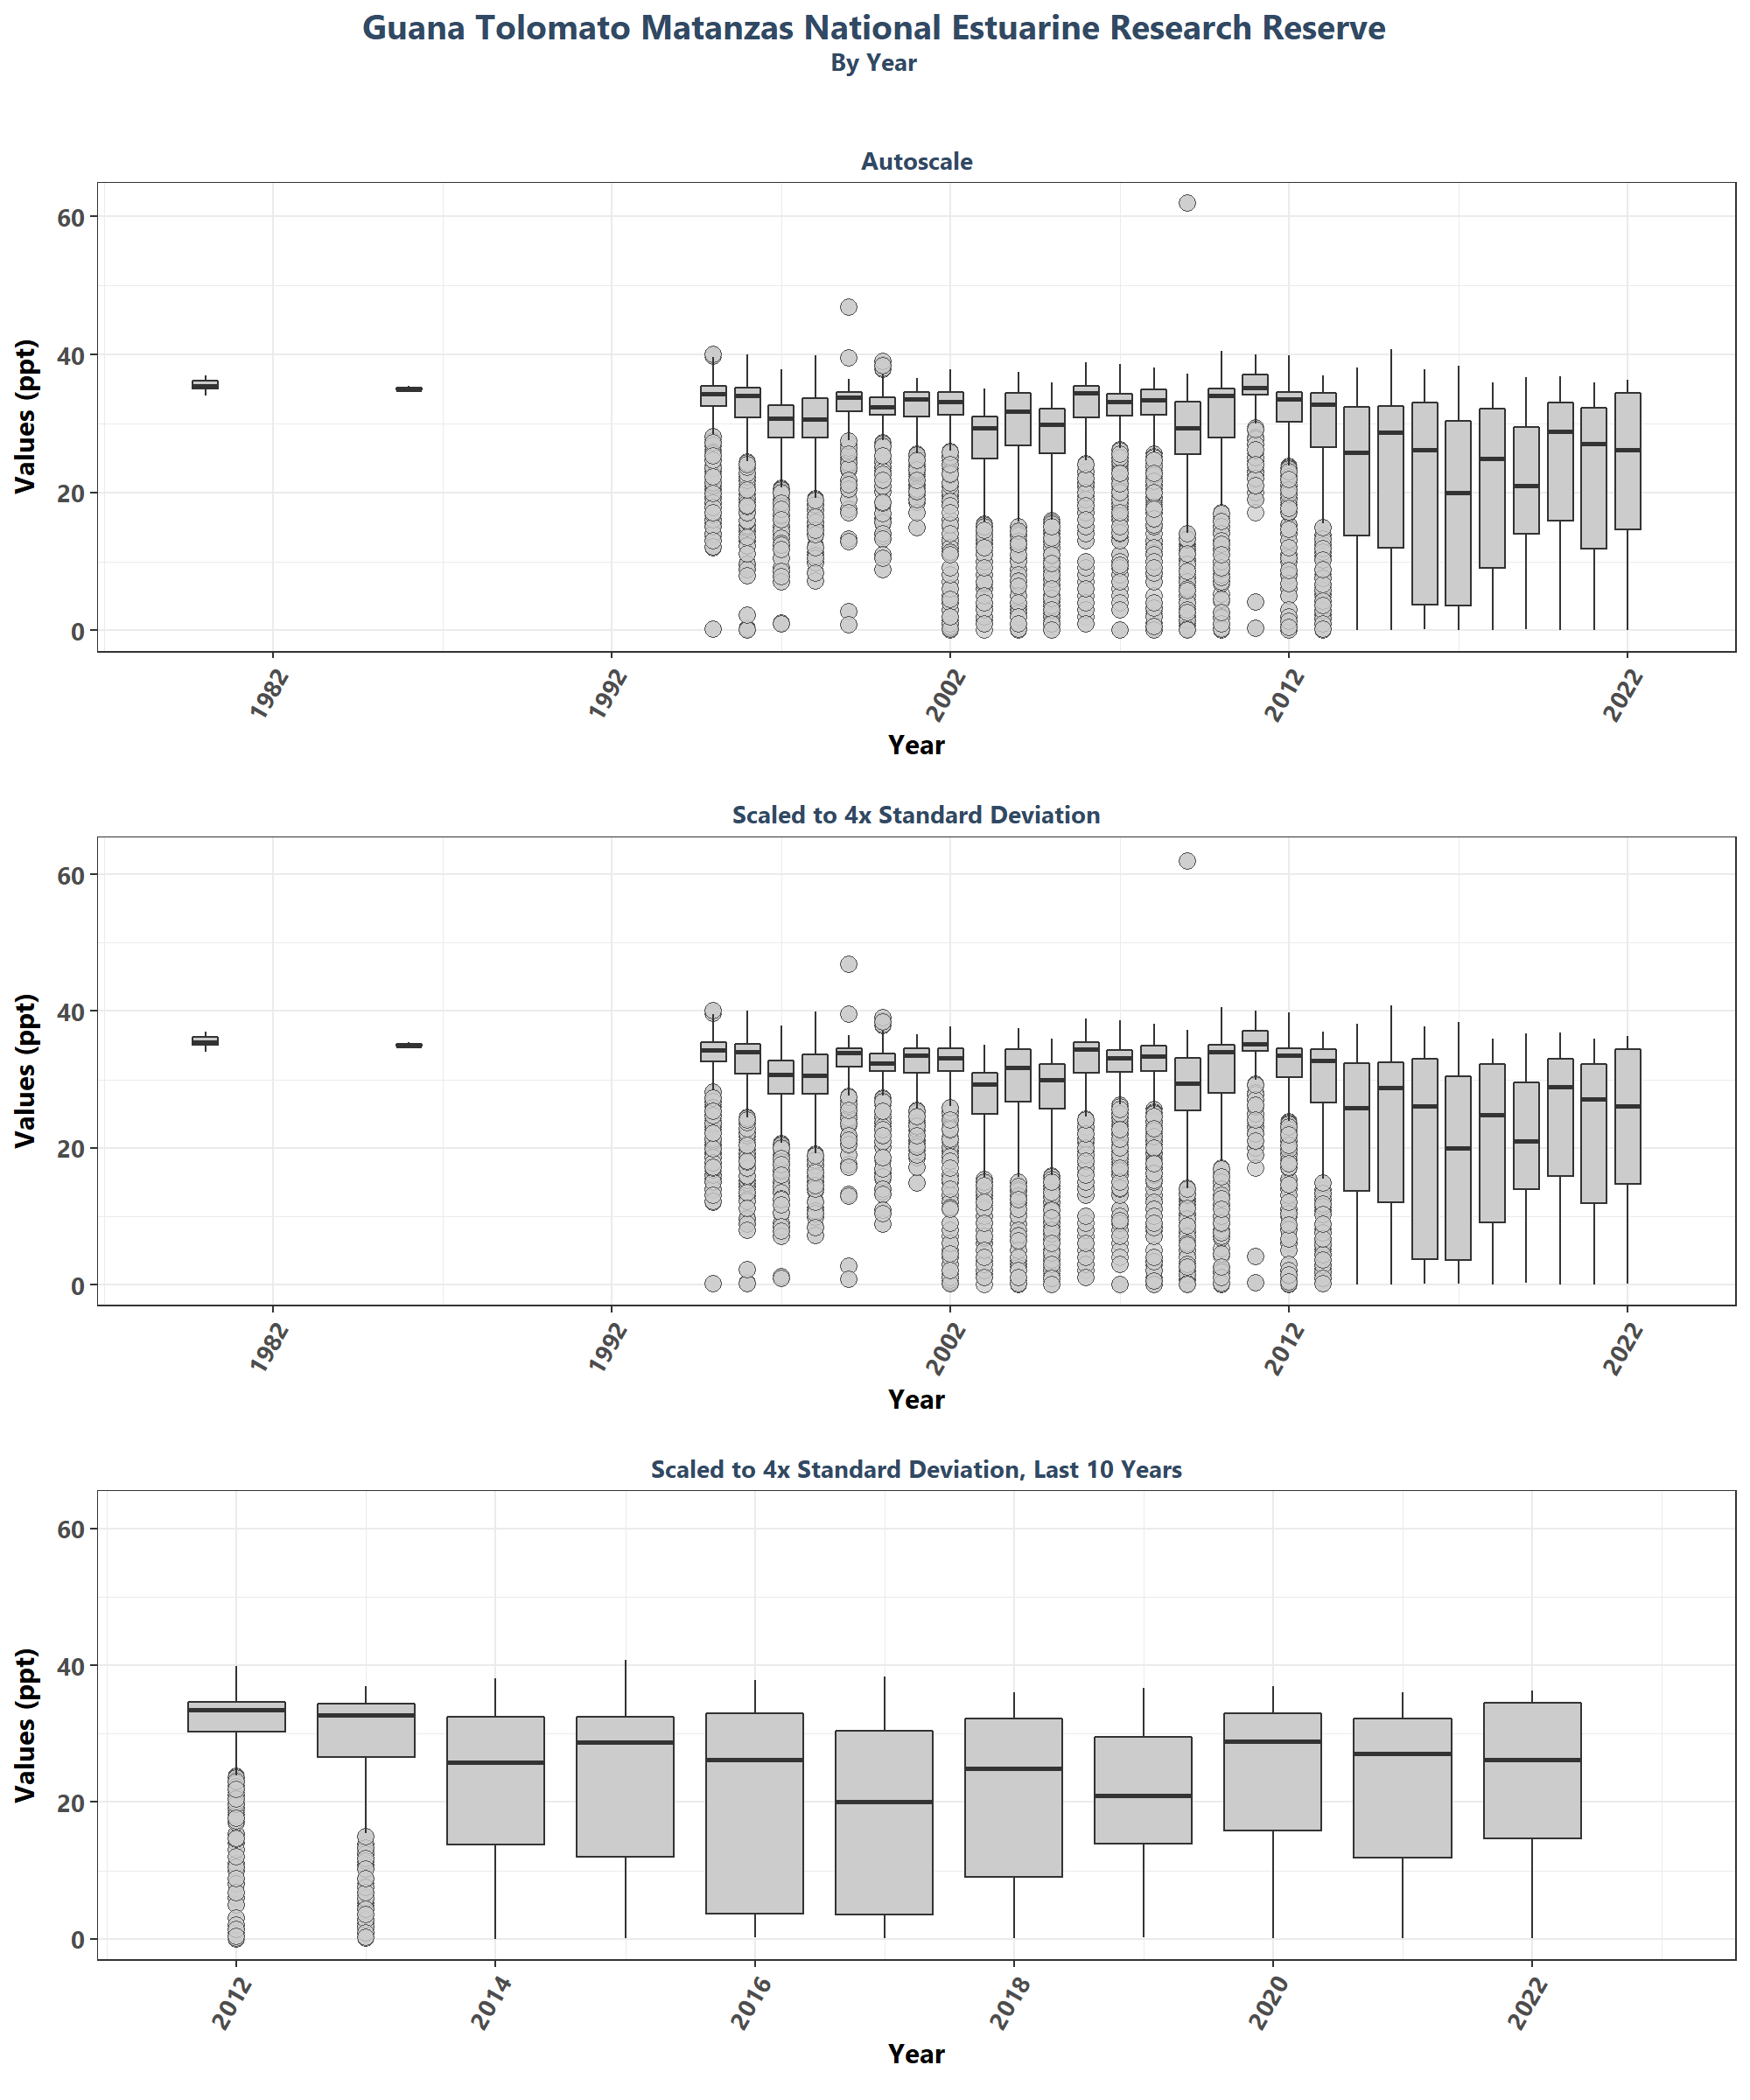 Guana Tolomato Matanzas National Estuarine Research Reserve
By Year
Autoscale
Values (ppt)
60
40
20
0
1982
1992
2002
2012
2022
Year
Scaled to 4x Standard Deviation
Values (ppt)
60
40
20
0
1982
1992
2002
2012
2022
Year
Scaled to 4x Standard Deviation, Last 10 Years
Values (ppt)
60
40
20
0
2012
2014
2016
2018
2020
2022
Year